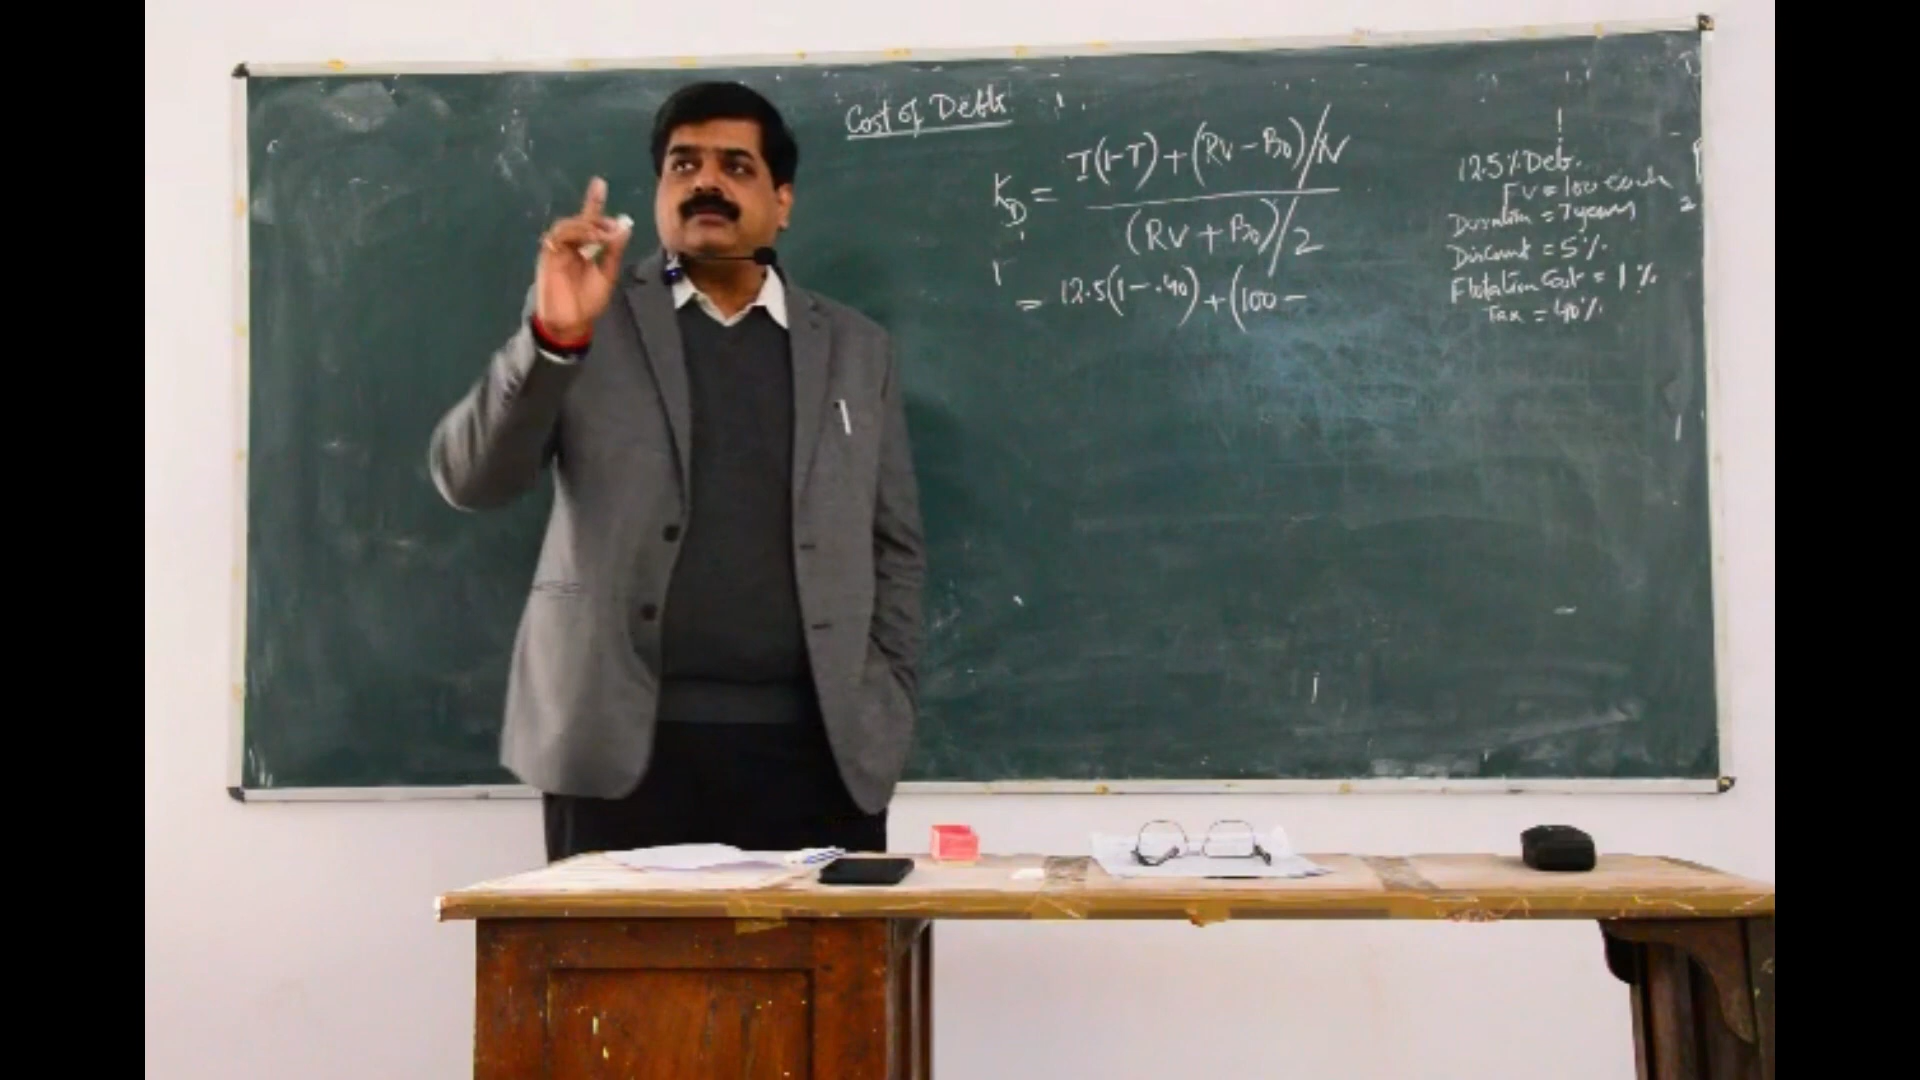 Cost of Debt
K_D = I(1-T) + (RV - B0)/N
(RV + B0)/2
= 12.5(1 - .40) + (100 -
12.5% Deb.
FV = 100 each
Duration = 7 years
Discount = 5%
Flotation Cost = 1%
Tax = 40%